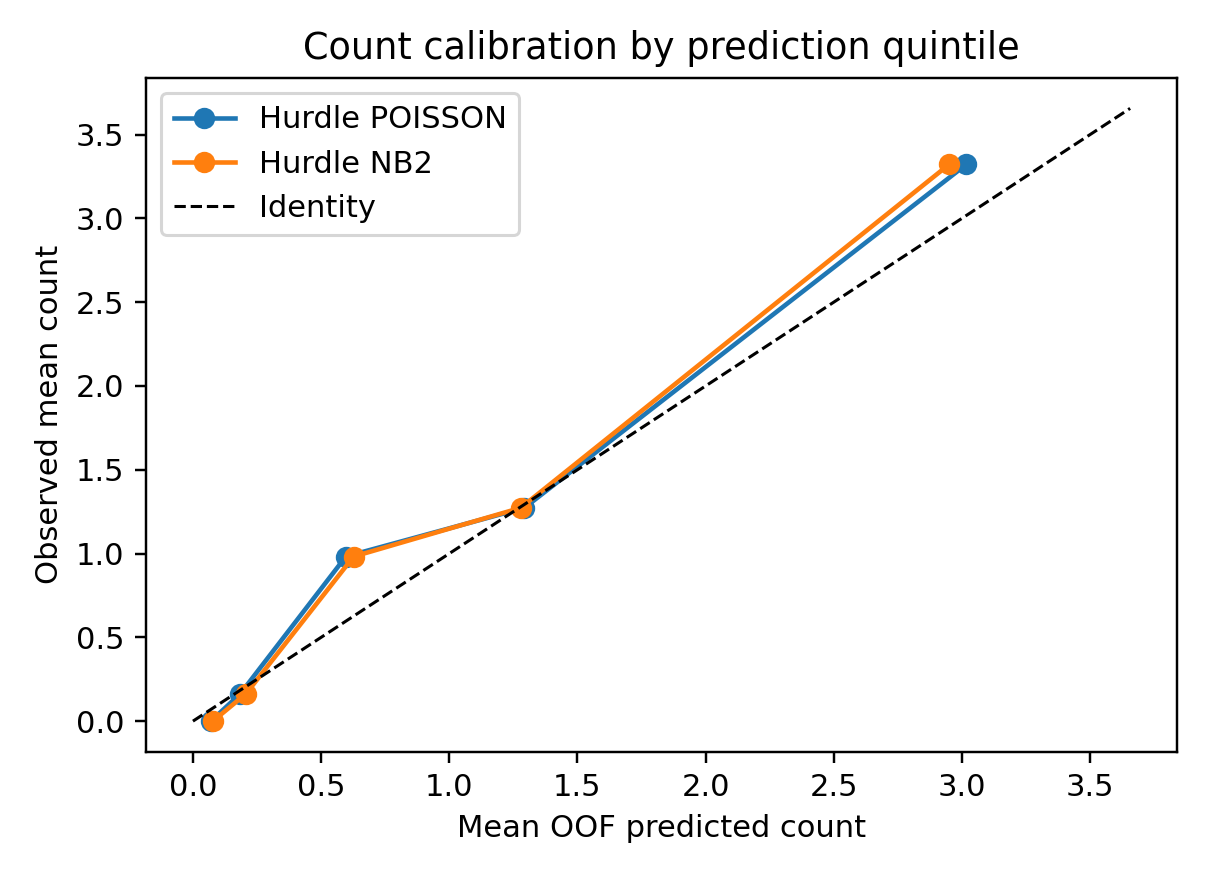 Count calibration by prediction quintile
Hurdle POISSON
Hurdle NB2
Identity
Observed mean count
3.5
3.0
2.5
2.0
1.5
1.0
0.5
0.0
0.0 0.5 1.0 1.5 2.0 2.5 3.0 3.5
Mean OOF predicted count